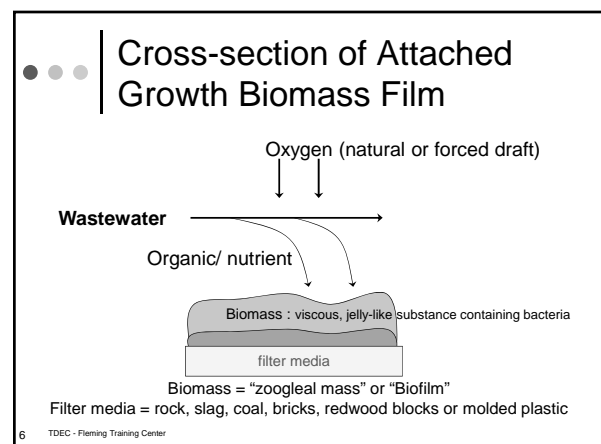 Cross-section of Attached
Growth Biomass Film
Oxygen (natural or forced draft)
Wastewater
Organic/ nutrient
Biomass : viscous, jelly-like substance containing bacteria
filter media
Biomass = “zoogleal mass” or “Biofilm”
Filter media = rock, slag, coal, bricks, redwood blocks or molded plastic
6 TDEC - Fleming Training Center